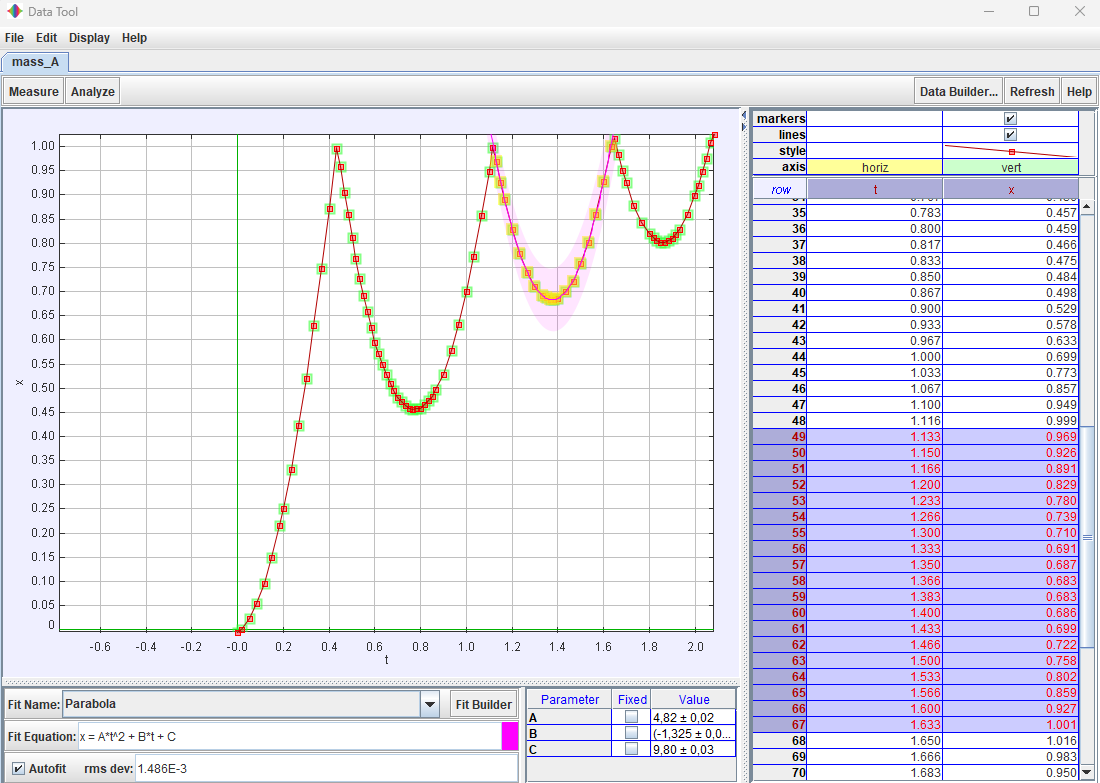 Data Tool
File Edit Display Help
mass_A
Measure Analyze Data Builder... Refresh Help
1.00
0.95
0.90
0.85
0.80
0.75
0.70
0.65
0.60
0.55
0.50
0.45
0.40
0.35
0.30
0.25
0.20
0.15
0.10
0.05
0
x
-0.6 -0.4 -0.2 -0.0 0.2 0.4 0.6 0.8 1.0 1.2 1.4 1.6 1.8 2.0
t
markers
lines
style
axis horiz vert
row t x
35 0.783 0.457
36 0.800 0.459
37 0.817 0.466
38 0.833 0.475
39 0.850 0.484
40 0.867 0.498
41 0.900 0.529
42 0.933 0.578
43 0.967 0.633
44 1.000 0.699
45 1.033 0.773
46 1.067 0.857
47 1.100 0.949
48 1.116 0.999
49 1.133 0.969
50 1.150 0.926
51 1.166 0.891
52 1.200 0.829
53 1.233 0.780
54 1.266 0.739
55 1.300 0.710
56 1.333 0.691
57 1.350 0.687
58 1.366 0.683
59 1.383 0.683
60 1.400 0.686
61 1.433 0.699
62 1.466 0.722
63 1.500 0.758
64 1.533 0.802
65 1.566 0.859
66 1.600 0.927
67 1.633 1.001
68 1.650 1.016
69 1.666 0.983
70 1.683 0.950
Fit Name: Parabola Fit Builder
Fit Equation: x = A*t^2 + B*t + C
Autofit rms dev: 1.486E-3
Parameter Fixed Value
A 4,82 ± 0,02
B (-1,325 ± 0,0...
C 9,80 ± 0,03